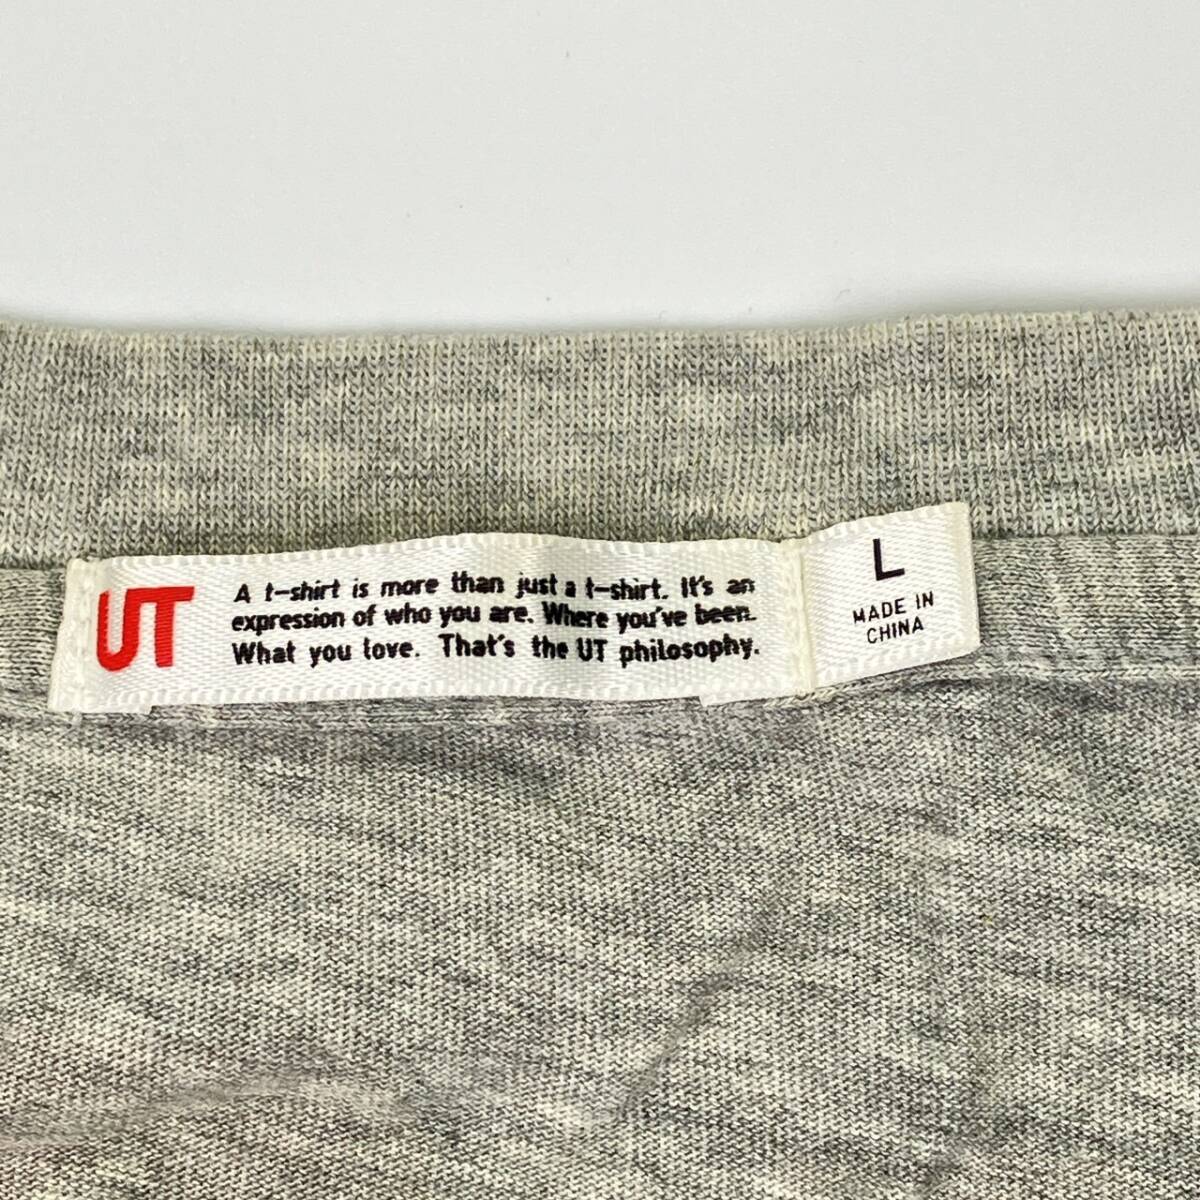 UT
A t-shirt is more than just a t-shirt. It's an
expression of who you are. Where you've been.
What you love. That's the UT philosophy.
L
MADE IN
CHINA